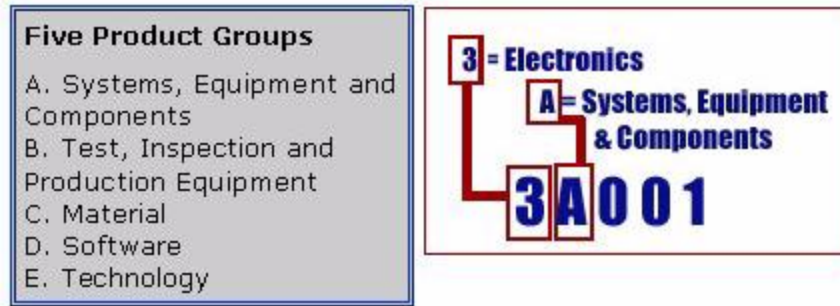 Five Product Groups
A. Systems, Equipment and
Components
B. Test, Inspection and
Production Equipment
C. Material
D. Software
E. Technology
3 = Electronics
A = Systems, Equipment
& Components
3A001